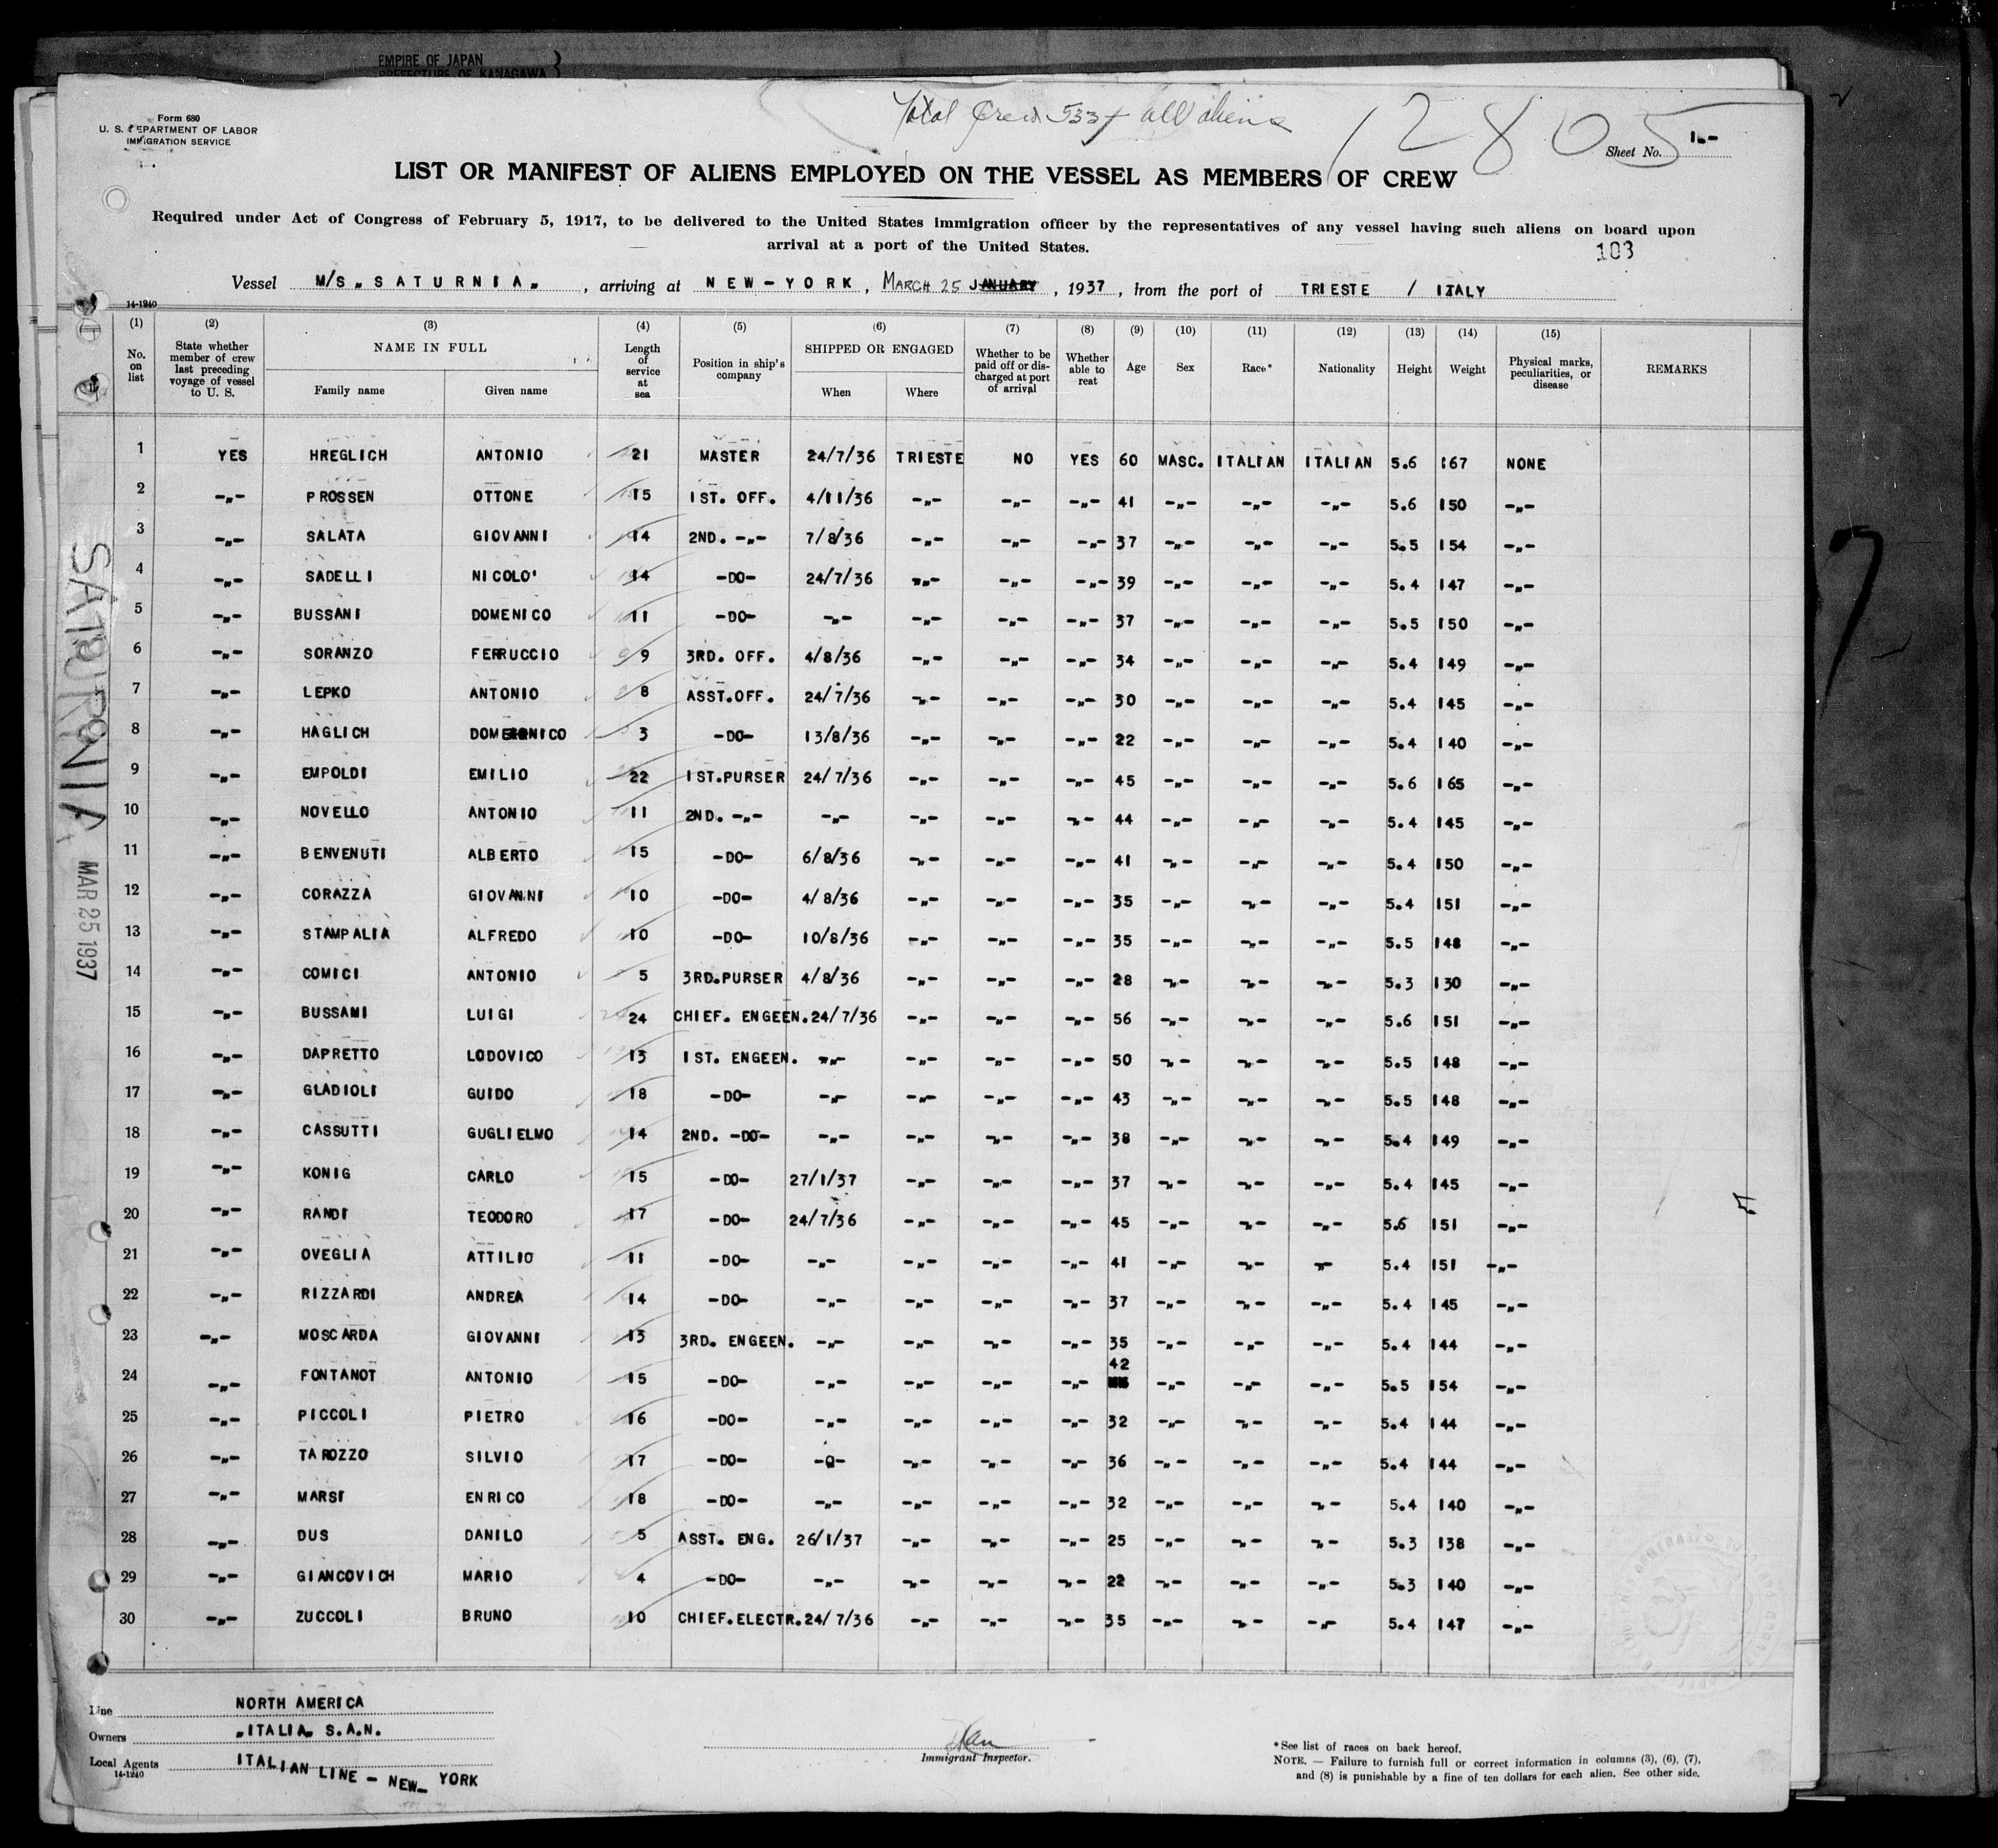 EMPIRE OF JAPAN
PREFECTURE OF KANAGAWA
Form 680
U. S. DEPARTMENT OF LABOR
IMMIGRATION SERVICE
Total Crew 533 all aliens
12805
Sheet No. 1.-
LIST OR MANIFEST OF ALIENS EMPLOYED ON THE VESSEL AS MEMBERS OF CREW
Required under Act of Congress of February 5, 1917, to be delivered to the United States immigration officer by the representatives of any vessel having such aliens on board upon
arrival at a port of the United States.
103
Vessel M/S „SATURNIA„ , arriving at NEW-YORK, MARCH 25 JANUARY , 1937 , from the port of TRIESTE / ITALY
14-1240
(1) (2) (3) (4) (5) (6) (7) (8) (9) (10) (11) (12) (13) (14) (15)
No. on list | State whether member of crew last preceding voyage of vessel to U. S. | NAME IN FULL | Family name | Given name | Length of service at sea | Position in ship's company | SHIPPED OR ENGAGED | When | Where | Whether to be paid off or discharged at port of arrival | Whether able to reat | Age | Sex | Race* | Nationality | Height | Weight | Physical marks, peculiarities, or disease | REMARKS
1 YES HREGLICH ANTONIO 21 MASTER 24/7/36 TRIESTE NO YES 60 MASC. ITALIAN ITALIAN 5.6 167 NONE
2 -„- PROSSEN OTTONE 15 1ST. OFF. 4/11/36 -„- -„- -„- 41 -„- -„- -„- 5.6 150 -„-
3 -„- SALATA GIOVANNI 14 2ND. -„- 7/8/36 -„- -„- -„- 37 -„- -„- -„- 5.5 154 -„-
4 -„- SADELLI NICOLO' 14 -DO- 24/7/36 -„- -„- -„- 39 -„- -„- -„- 5.4 147 -„-
5 -„- BUSSANI DOMENICO 11 -DO- -„- -„- -„- -„- 37 -„- -„- -„- 5.5 150 -„-
6 -„- SORANZO FERRUCCIO 9 3RD. OFF. 4/8/36 -„- -„- -„- 34 -„- -„- -„- 5.4 149 -„-
7 -„- LEPKO ANTONIO 8 ASST.OFF. 24/7/36 -„- -„- -„- 30 -„- -„- -„- 5.4 145 -„-
8 -„- HAGLICH DOMENICO 3 -DO- 13/8/36 -„- -„- -„- 22 -„- -„- -„- 5.4 140 -„-
9 -„- EMPOLDI EMILIO 22 1ST.PURSER 24/7/36 -„- -„- -„- 45 -„- -„- -„- 5.6 165 -„-
10 -„- NOVELLO ANTONIO 11 2ND. -„- -„- -„- -„- -„- 44 -„- -„- -„- 5.4 145 -„-
11 -„- BENVENUTI ALBERTO 15 -DO- 6/8/36 -„- -„- -„- 41 -„- -„- -„- 5.4 150 -„-
12 -„- CORAZZA GIOVANNI 10 -DO- 4/8/36 -„- -„- -„- 35 -„- -„- -„- 5.4 151 -„-
13 -„- STAMPALIA ALFREDO 10 -DO- 10/8/36 -„- -„- -„- 35 -„- -„- -„- 5.5 148 -„-
14 -„- COMICI ANTONIO 5 3RD.PURSER 4/8/36 -„- -„- -„- 28 -„- -„- -„- 5.3 130 -„-
15 -„- BUSSANI LUIGI 24 CHIEF. ENGEEN. 24/7/36 -„- -„- -„- 56 -„- -„- -„- 5.6 151 -„-
16 -„- DAPRETTO LODOVICO 13 1ST. ENGEEN. -„- -„- -„- -„- 50 -„- -„- -„- 5.5 148 -„-
17 -„- GLADIOLI GUIDO 18 -DO- -„- -„- -„- -„- 43 -„- -„- -„- 5.5 148 -„-
18 -„- CASSUTTI GUGLIELMO 14 2ND. -DO- -„- -„- -„- -„- 38 -„- -„- -„- 5.4 149 -„-
19 -„- KONIG CARLO 15 -DO- 27/1/37 -„- -„- -„- 37 -„- -„- -„- 5.4 145 -„-
20 -„- RANDI TEODORO 17 -DO- 24/7/36 -„- -„- -„- 45 -„- -„- -„- 5.6 151 -„-
21 -„- OVEGLIA ATTILIO 11 -DO- -„- -„- -„- -„- 41 -„- -„- -„- 5.4 151 -„-
22 -„- RIZZARDI ANDREA 14 -DO- -„- -„- -„- -„- 37 -„- -„- -„- 5.4 145 -„-
23 -„- MOSCARDA GIOVANNI 13 3RD. ENGEEN. -„- -„- -„- -„- 35 -„- -„- -„- 5.4 144 -„-
24 -„- FONTANOT ANTONIO 15 -DO- -„- -„- -„- -„- 42 -„- -„- -„- 5.5 154 -„-
25 -„- PICCOLI PIETRO 16 -DO- -„- -„- -„- -„- 32 -„- -„- -„- 5.4 144 -„-
26 -„- TAROZZO SILVIO 17 -DO- -„- -„- -„- -„- 36 -„- -„- -„- 5.4 144 -„-
27 -„- MARSI ENRICO 18 -DO- -„- -„- -„- -„- 32 -„- -„- -„- 5.4 140 -„-
28 -„- DUS DANILO 5 ASST. ENG. 26/1/37 -„- -„- -„- 25 -„- -„- -„- 5.3 138 -„-
29 -„- GIANCOVICH MARIO 4 -DO- -„- -„- -„- -„- 22 -„- -„- -„- 5.3 140 -„-
30 -„- ZUCCOLI BRUNO 10 CHIEF.ELECTR. 24/7/36 -„- -„- -„- 35 -„- -„- -„- 5.4 147 -„-
SATURNIA
MAR 25 1937
Line NORTH AMERICA
Owners „ITALIA„ S.A.N.
Local Agents ITALIAN LINE - NEW_ YORK
14-1240
Immigrant Inspector.
*See list of races on back hereof.
NOTE. — Failure to furnish full or correct information in columns (3), (6), (7),
and (8) is punishable by a fine of ten dollars for each alien. See other side.